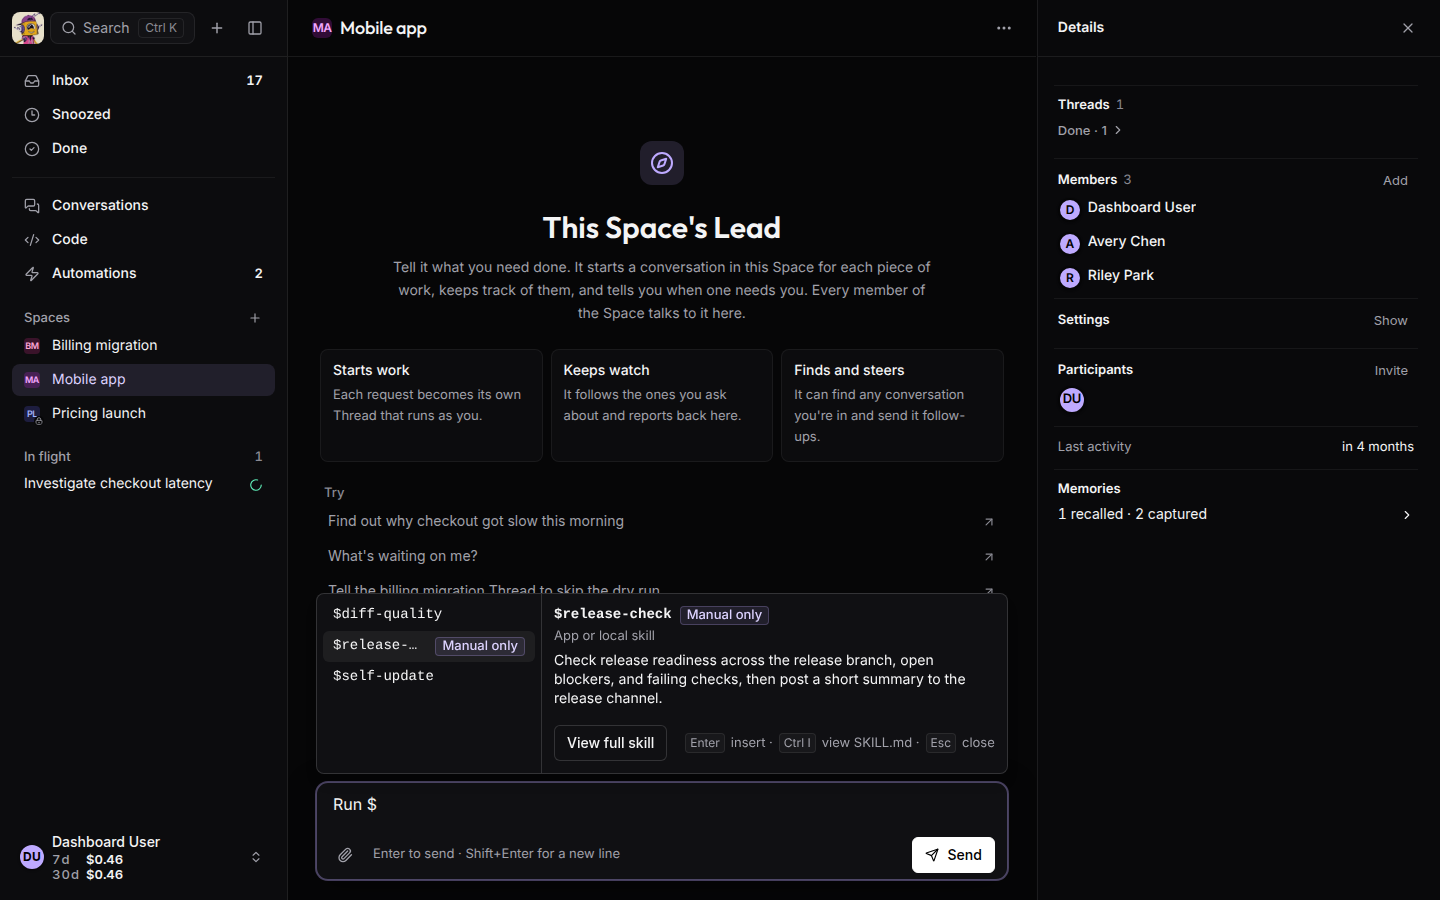 Search Ctrl K
Inbox 17
Snoozed
Done
Conversations
Code
Automations 2
Spaces
BM Billing migration
MA Mobile app
PL Pricing launch
In flight 1
Investigate checkout latency
DU Dashboard User
7d $0.46
30d $0.46
MA Mobile app
This Space's Lead
Tell it what you need done. It starts a conversation in this Space for each piece of
work, keeps track of them, and tells you when one needs you. Every member of
the Space talks to it here.
Starts work
Each request becomes its own
Thread that runs as you.
Keeps watch
It follows the ones you ask
about and reports back here.
Finds and steers
It can find any conversation
you're in and send it follow-
ups.
Try
Find out why checkout got slow this morning
What's waiting on me?
Tell the billing migration Thread to skip the dry run
$diff-quality
$release-… Manual only
$self-update
$release-check Manual only
App or local skill
Check release readiness across the release branch, open
blockers, and failing checks, then post a short summary to the
release channel.
View full skill Enter insert · Ctrl I view SKILL.md · Esc close
Run $
Enter to send · Shift+Enter for a new line
Send
Details
Threads 1
Done · 1
Members 3 Add
D Dashboard User
A Avery Chen
R Riley Park
Settings Show
Participants Invite
DU
Last activity in 4 months
Memories
1 recalled · 2 captured